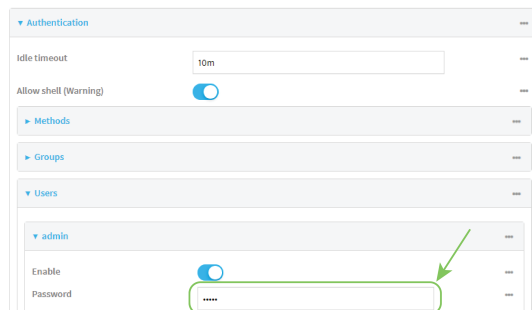 Authentication
Idle timeout
10m
Allow shell (Warning)
Methods
Groups
Users
admin
Enable
Password
•••••